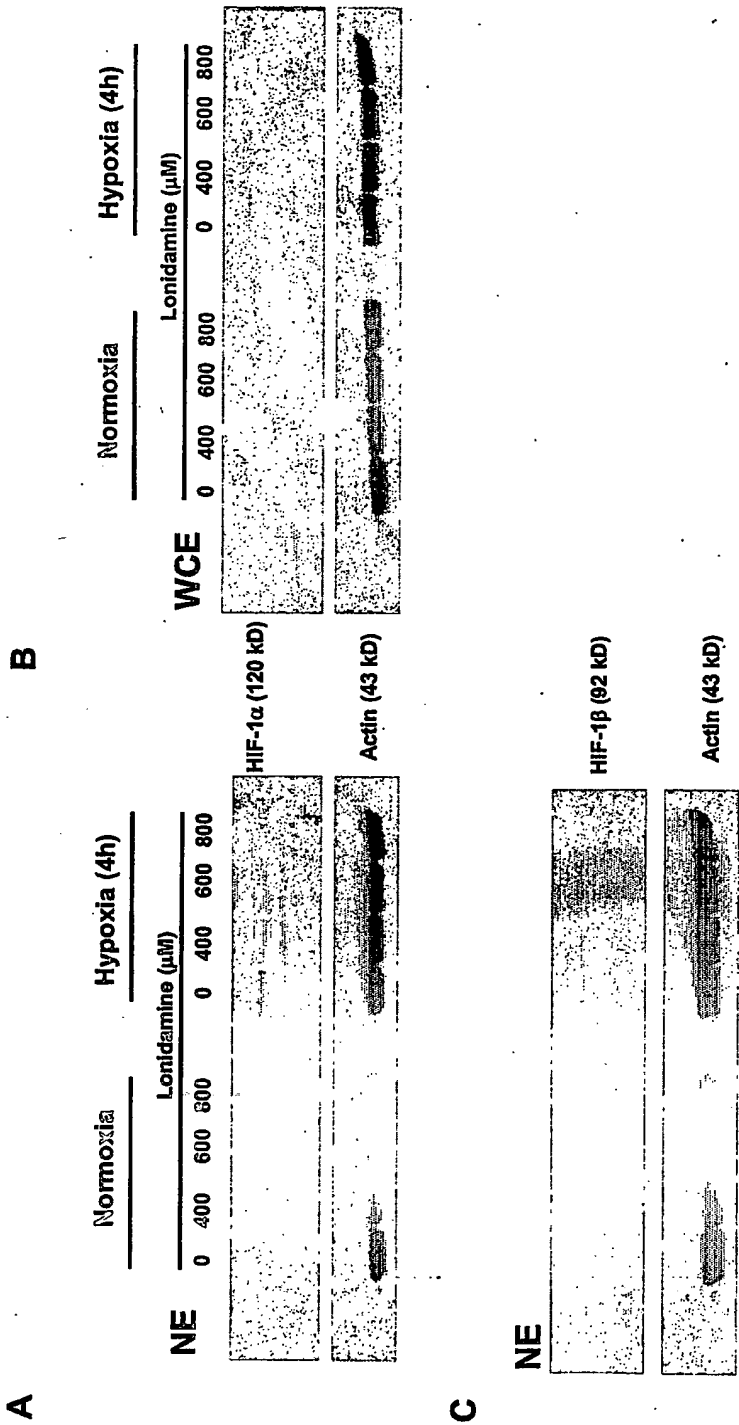 A
Normoxia Hypoxia (4h)
Lonidamine (μM)
0 400 600 800 0 400 600 800
NE
HIF-1α (120 kD)
Actin (43 kD)
B
Normoxia Hypoxia (4h)
Lonidamine (μM)
0 400 600 800 0 400 600 800
WCE
C
NE
HIF-1β (92 kD)
Actin (43 kD)